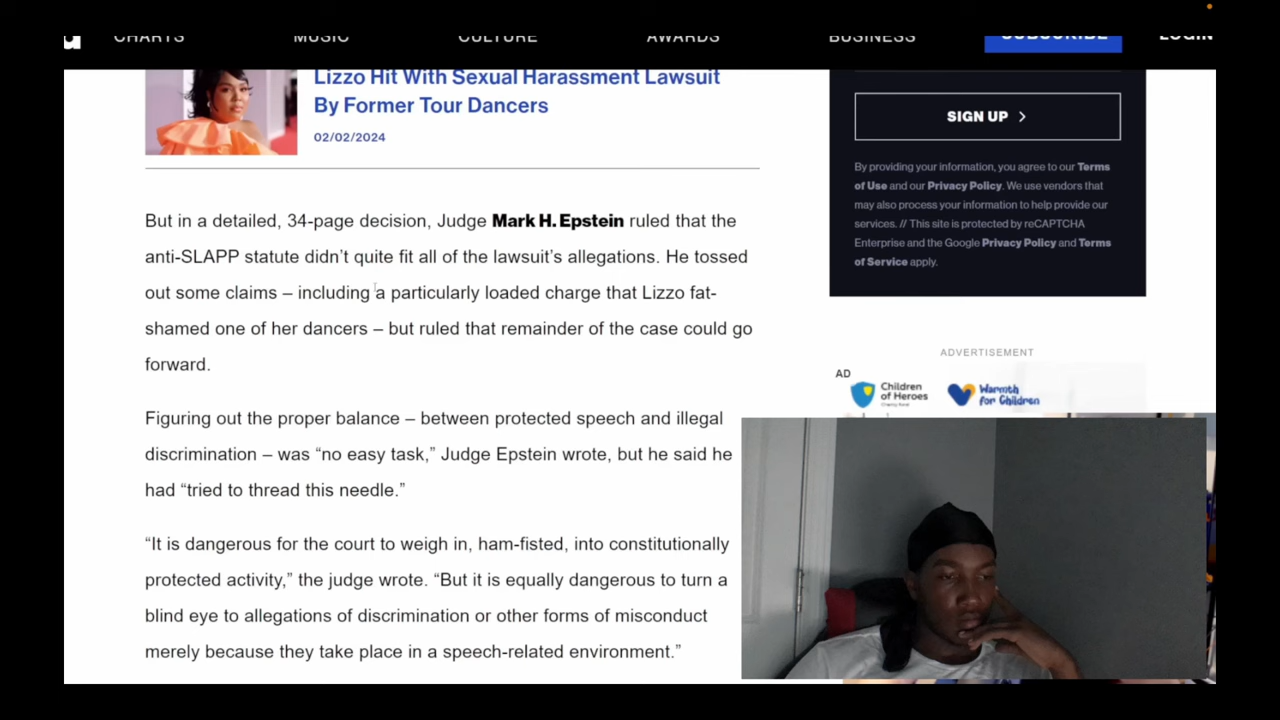 CHARTS MUSIC CULTURE AWARDS BUSINESS SUBSCRIBE LOGIN
Lizzo Hit With Sexual Harassment Lawsuit
By Former Tour Dancers
02/02/2024
But in a detailed, 34-page decision, Judge Mark H. Epstein ruled that the
anti-SLAPP statute didn’t quite fit all of the lawsuit’s allegations. He tossed
out some claims – including a particularly loaded charge that Lizzo fat-
shamed one of her dancers – but ruled that remainder of the case could go
forward.
Figuring out the proper balance – between protected speech and illegal
discrimination – was “no easy task,” Judge Epstein wrote, but he said he
had “tried to thread this needle.”
“It is dangerous for the court to weigh in, ham-fisted, into constitutionally
protected activity,” the judge wrote. “But it is equally dangerous to turn a
blind eye to allegations of discrimination or other forms of misconduct
merely because they take place in a speech-related environment.”
SIGN UP
By providing your information, you agree to our Terms
of Use and our Privacy Policy. We use vendors that
may also process your information to help provide our
services. // This site is protected by reCAPTCHA
Enterprise and the Google Privacy Policy and Terms
of Service apply.
ADVERTISEMENT
AD
Children
of Heroes
Warmth
for Children